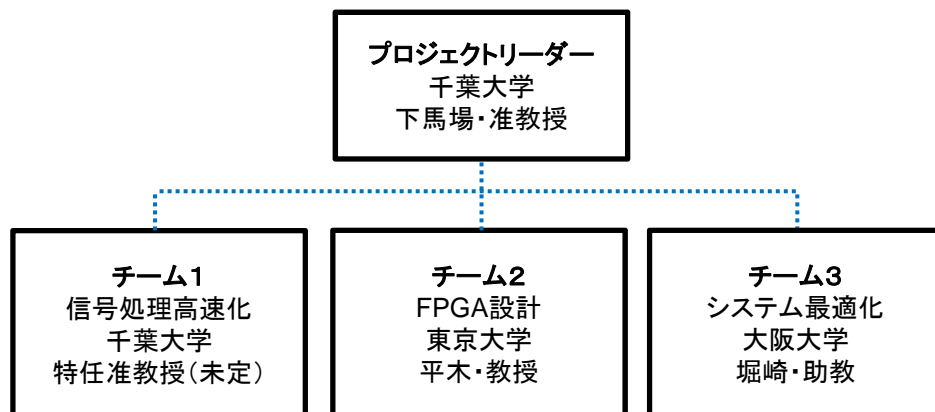 プロジェクトリーダー
千葉大学
下馬場・准教授
チーム1
信号処理高速化
千葉大学
特任准教授(未定)
チーム2
FPGA設計
東京大学
平木・教授
チーム3
システム最適化
大阪大学
堀崎・助教